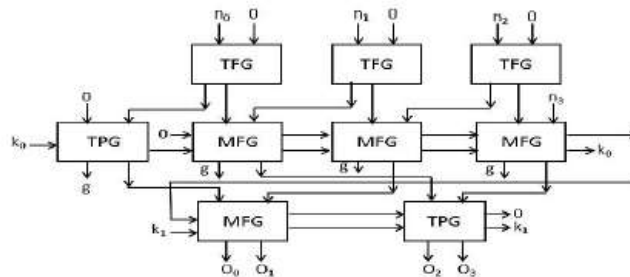 n₀ 0 n₁ 0 n₂ 0
TFG TFG TFG
0 n₃
k₀ TPG 0 MFG MFG MFG k₀
g g g g
MFG TPG 0
k₁ k₁
O₀ O₁ O₂ O₃